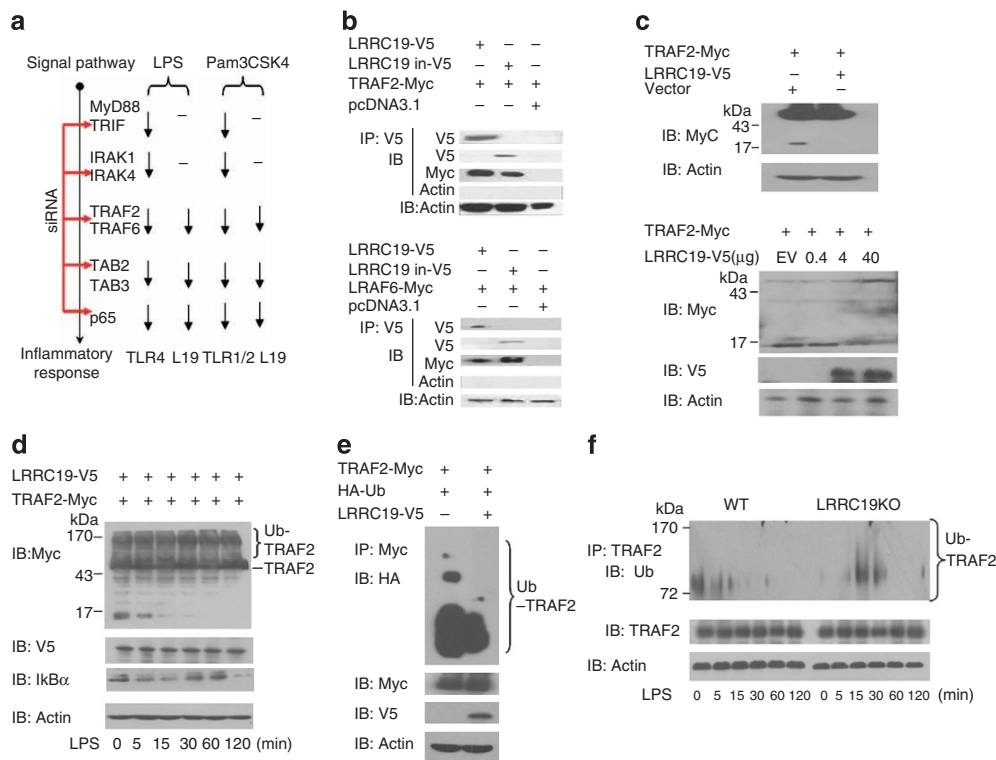 a
Signal pathway LPS Pam3CSK4
MyD88 – –
TRIF
IRAK1 – –
IRAK4
siRNA
TRAF2
TRAF6
TAB2
TAB3
p65
Inflammatory response TLR4 L19 TLR1/2 L19
b
LRRC19-V5 + – –
LRRC19 in-V5 – + –
TRAF2-Myc + + +
pcDNA3.1 – – +
IP: V5 V5
IB V5
Myc
Actin
IB:Actin
LRRC19-V5 + – –
LRRC19 in-V5 – + –
LRAF6-Myc + + +
pcDNA3.1 – – +
IP: V5 V5
IB V5
Myc
Actin
IB:Actin
c
TRAF2-Myc + +
LRRC19-V5 – +
Vector + –
kDa
43
IB: MyC
17
IB: Actin
TRAF2-Myc + + + +
LRRC19-V5(μg) EV 0.4 4 40
kDa
43
IB: Myc
17
IB: V5
IB: Actin
d
LRRC19-V5 + + + + + +
TRAF2-Myc + + + + + +
kDa
170 Ub-TRAF2
IB:Myc
–TRAF2
43
17
IB: V5
IB: IkBα
IB: Actin
LPS 0 5 15 30 60 120 (min)
e
TRAF2-Myc + +
HA-Ub + +
LRRC19-V5 – +
IP: Myc
IB: HA
Ub
–TRAF2
IB: Myc
IB: V5
IB: Actin
f
WT LRRC19KO
170
IP: TRAF2
IB: Ub
Ub-
TRAF2
72
IB: TRAF2
IB: Actin
LPS 0 5 15 30 60 120 0 5 15 30 60 120 (min)